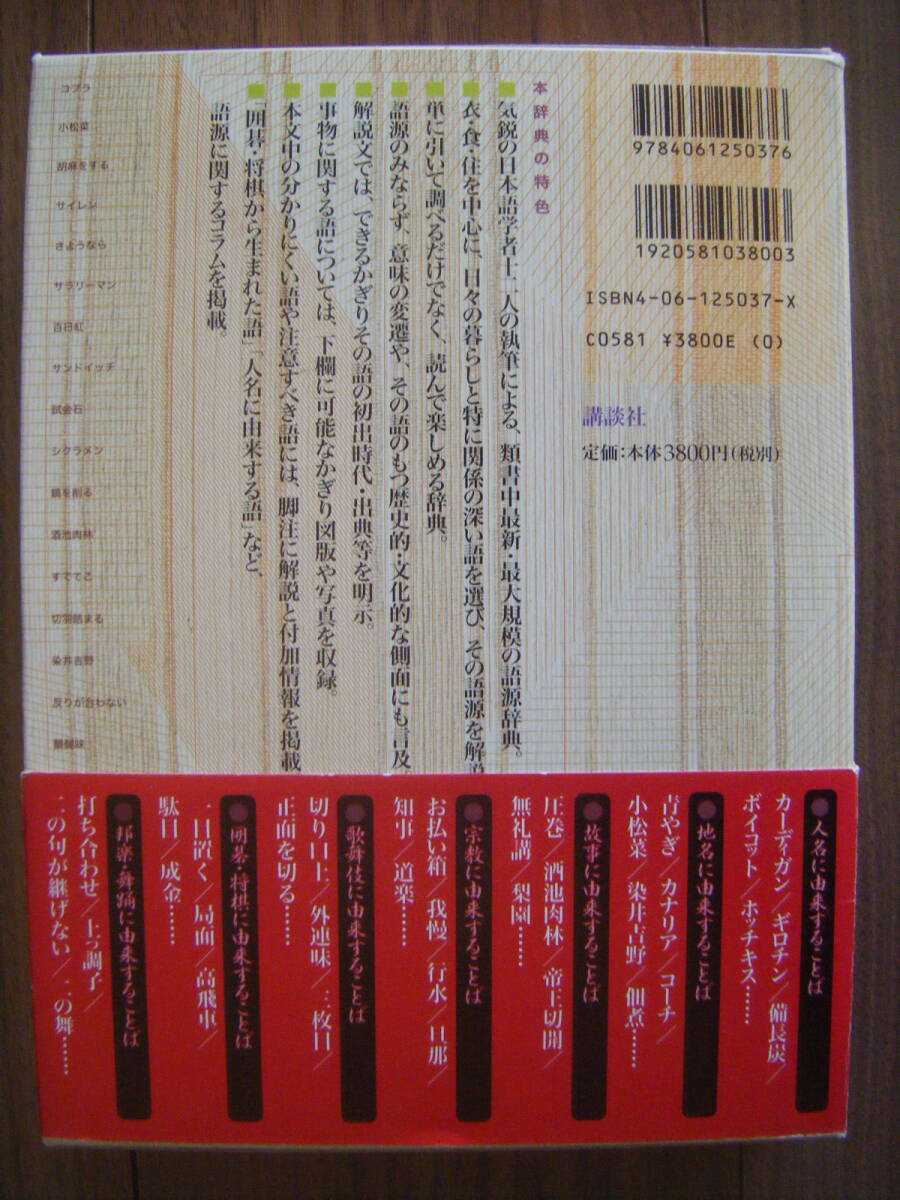 9784061250376
1920581038003
ISBN4-06-125037-X
C0581 ¥3800E (0)
講談社
定価:本体3800円(税別)
本辞典の特色
気鋭の日本語学者十一人の執筆による、類書中最新・最大規模の語源辞典。
衣・食・住を中心に、日々の暮らしと特に関係の深い語を選び、その語源を解説
単に引いて調べるだけでなく、読んで楽しめる辞典。
語源のみならず、意味の変遷や、その語のもつ歴史的・文化的な側面にも言及、
解説文では、できるかぎりその語の初出時代・出典等を明示。
事物に関する語については、下欄に可能なかぎり図版や写真を収録。
本文中の分かりにくい語や注意すべき語には、脚注に解説と付加情報を掲載
「囲碁・将棋から生まれた語」「人名に由来する語」など、
語源に関するコラムを掲載。
コブラ
小松菜
胡麻をする
サイレン
さようなら
サラリーマン
百日紅
サンドイッチ
試金石
シクラメン
鎬を削る
酒池肉林
すててこ
切羽詰まる
染井吉野
反りが合わない
醍醐味
人名に由来することば
カーディガン/ギロチン/備長炭/
ボイコット/ホッチキス……
地名に由来することば
青やぎ/カナリア/コーチ/
小松菜/染井吉野/佃煮……
故事に由来することば
圧巻/酒池肉林/帝王切開/
無礼講/梨園……
宗教に由来することば
お払い箱/我慢/行水/旦那/
知事/道楽……
歌舞伎に由来することば
切り口上/外連味/二枚目/
正面を切る……
囲碁・将棋に由来することば
一目置く/局面/高飛車/
駄目/成金……
邦楽・舞踊に由来することば
打ち合わせ/上っ調子/
二の句が継げない/二の舞……